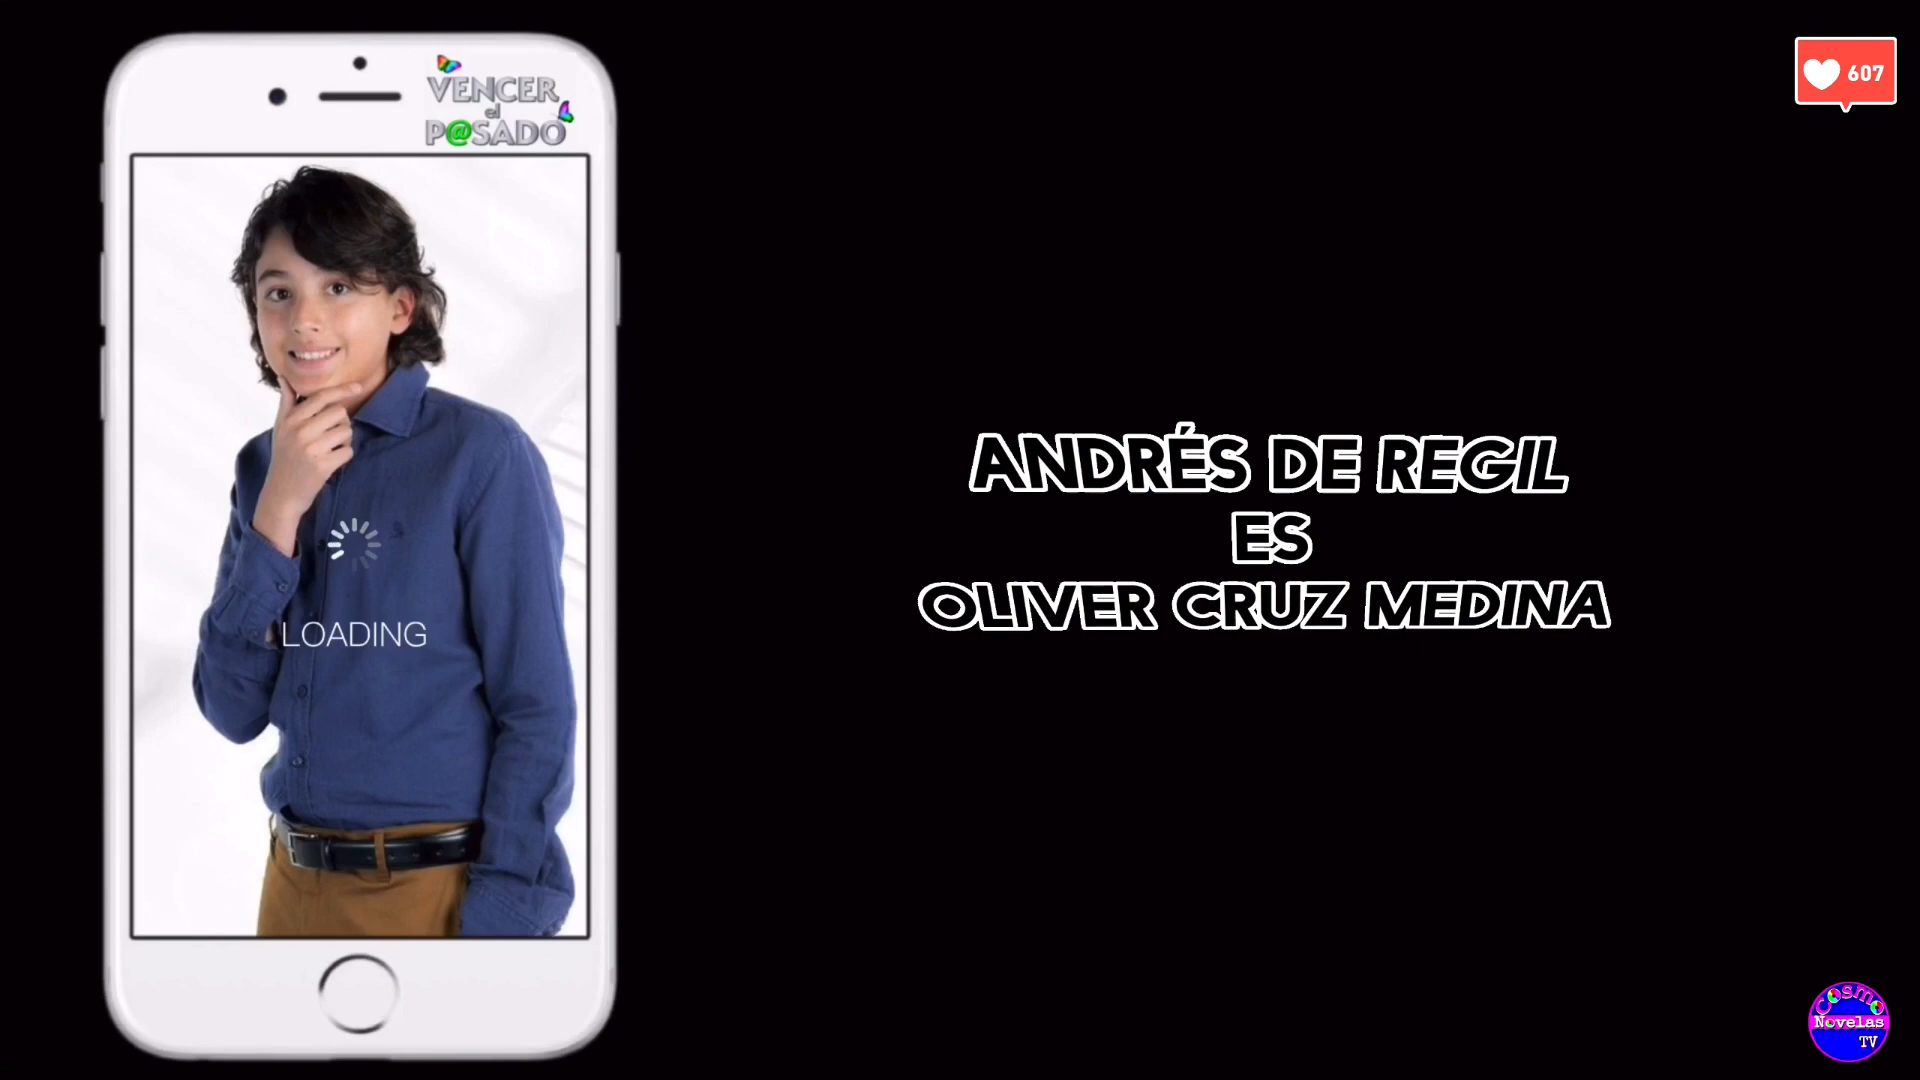 VENCER
el
P@SADO
607
LOADING
ANDRÉS DE REGIL
ES
OLIVER CRUZ MEDINA
Cosmo
Novelas
TV